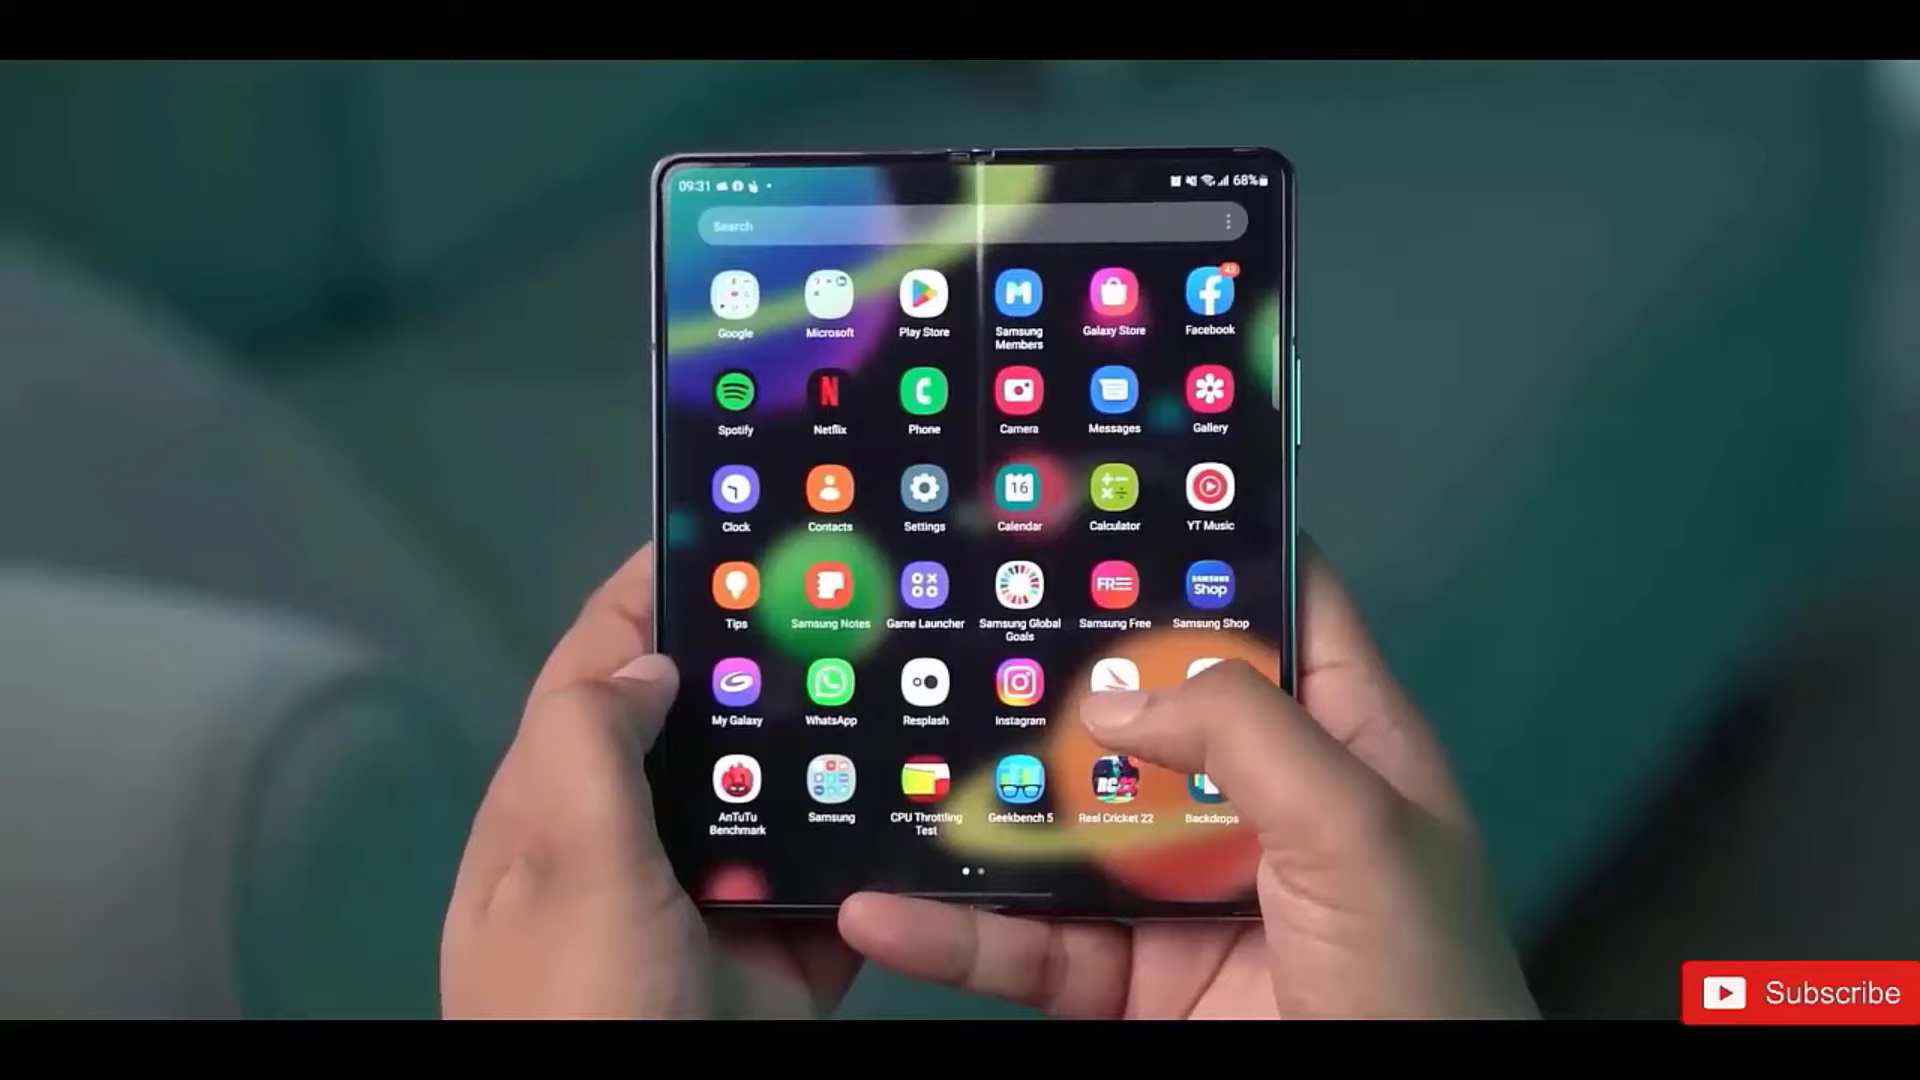 09:31
68%
Search
43
Google
Microsoft
Play Store
Samsung
Members
Galaxy Store
Facebook
Spotify
Netflix
Phone
Camera
Messages
Gallery
16
Clock
Contacts
Settings
Calendar
Calculator
YT Music
FR
SAMSUNG
Shop
Tips
Samsung Notes
Game Launcher
Samsung Global
Goals
Samsung Free
Samsung Shop
My Galaxy
WhatsApp
Resplash
Instagram
RC22
AnTuTu
Benchmark
Samsung
CPU Throttling
Test
Geekbench 5
Real Cricket 22
Backdrops
Subscribe